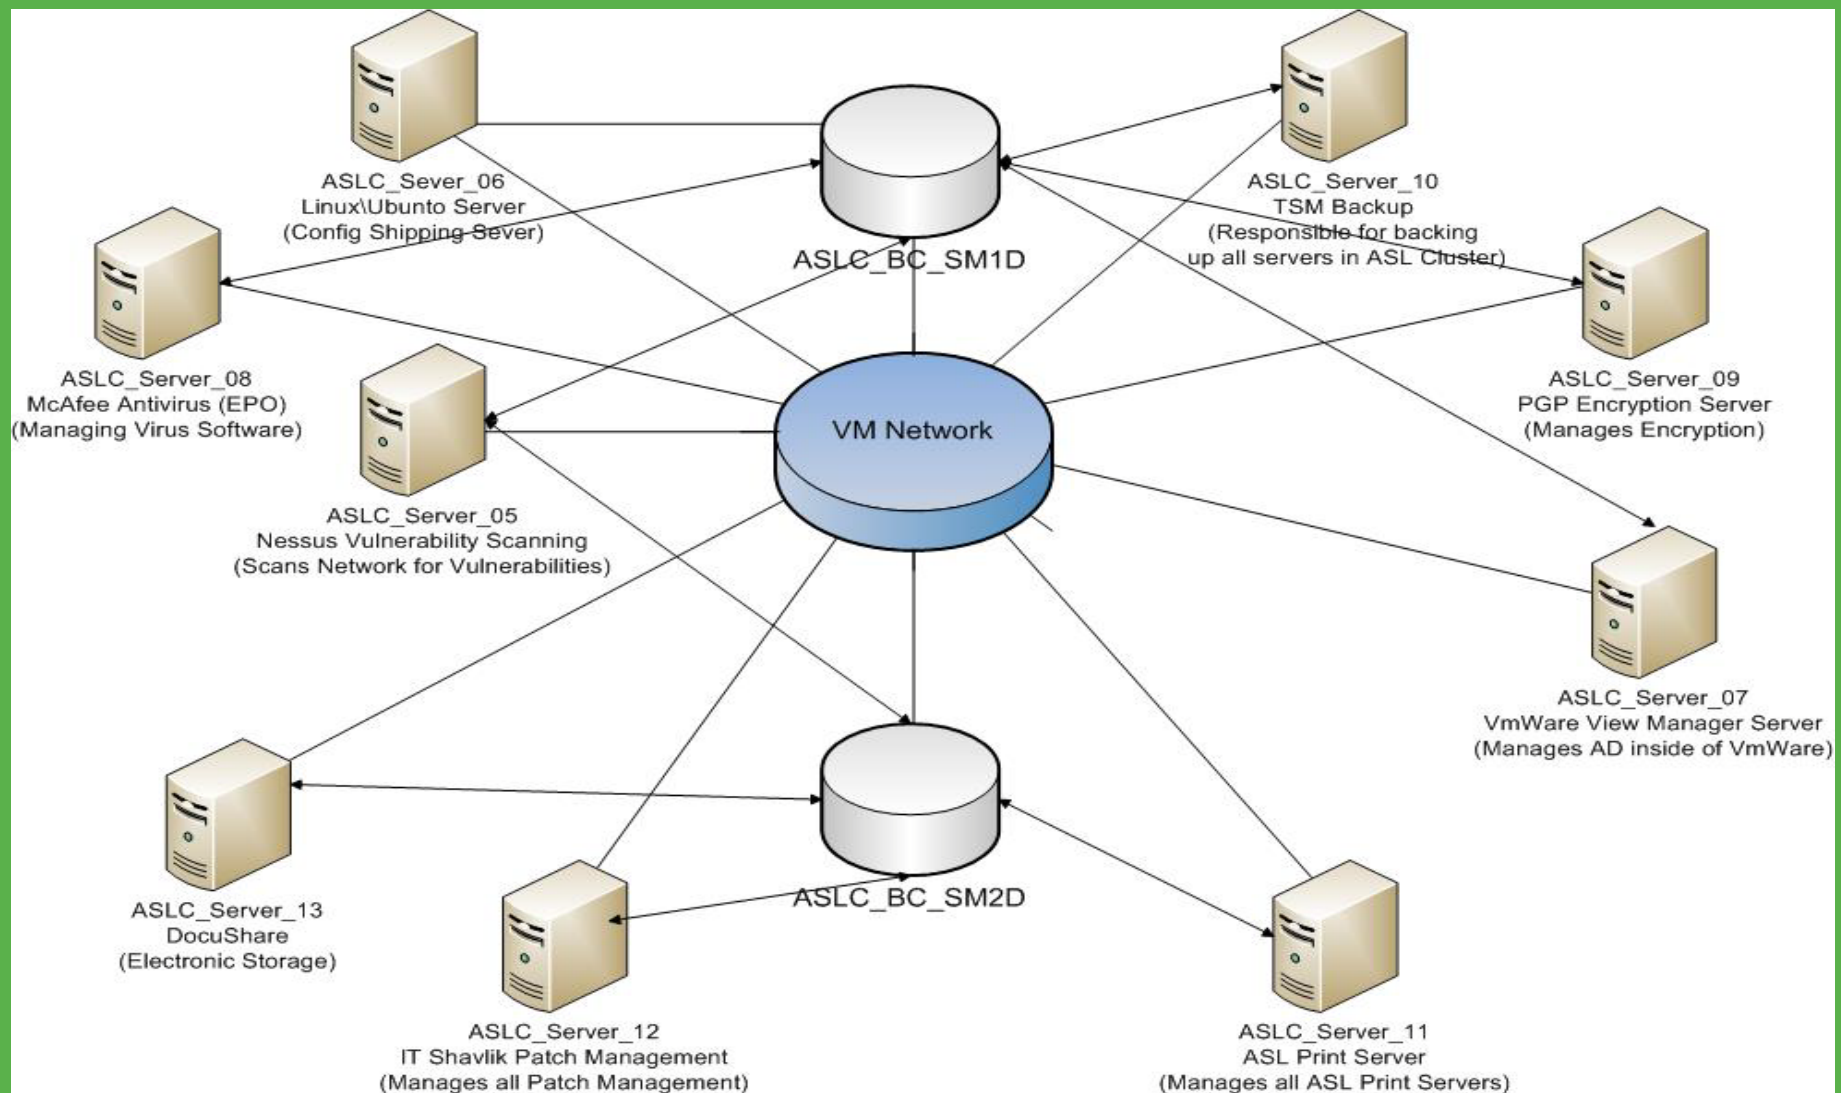 ASLC_Sever_06
Linux\Ubunto Server
(Config Shipping Sever)
ASLC_BC_SM1D
ASLC_Server_10
TSM Backup
(Responsible for backing
up all servers in ASL Cluster)
ASLC_Server_08
McAfee Antivirus (EPO)
(Managing Virus Software)
ASLC_Server_09
PGP Encryption Server
(Manages Encryption)
VM Network
ASLC_Server_05
Nessus Vulnerability Scanning
(Scans Network for Vulnerabilities)
ASLC_Server_07
VmWare View Manager Server
(Manages AD inside of VmWare)
ASLC_BC_SM2D
ASLC_Server_13
DocuShare
(Electronic Storage)
ASLC_Server_12
IT Shavlik Patch Management
(Manages all Patch Management)
ASLC_Server_11
ASL Print Server
(Manages all ASL Print Servers)